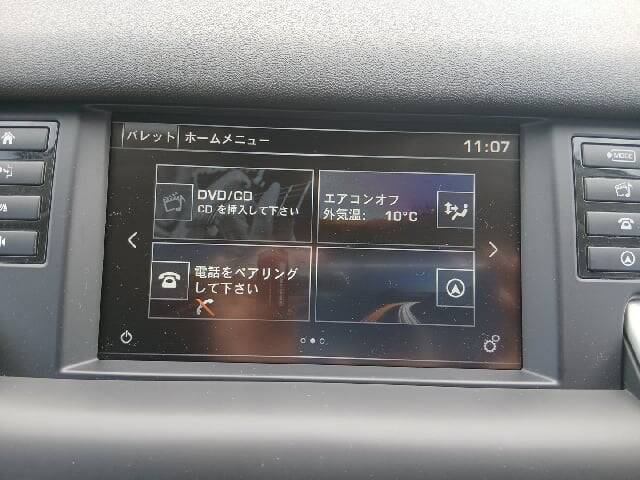 バレット ホームメニュー 11:07
DVD/CD
CD を挿入して下さい
エアコンオフ
外気温: 10°C
電話をペアリング
して下さい
MODE